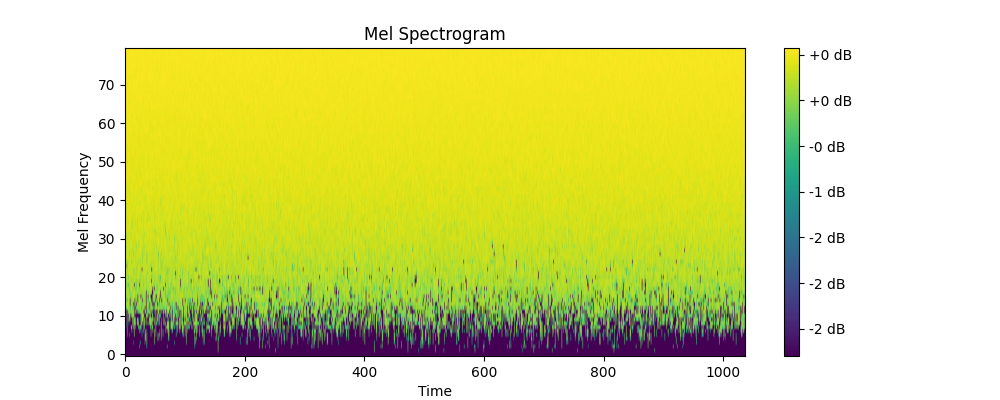 Mel Spectrogram
Mel Frequency
70
60
50
40
30
20
10
0
0 200 400 600 800 1000
Time
+0 dB
+0 dB
-0 dB
-1 dB
-2 dB
-2 dB
-2 dB